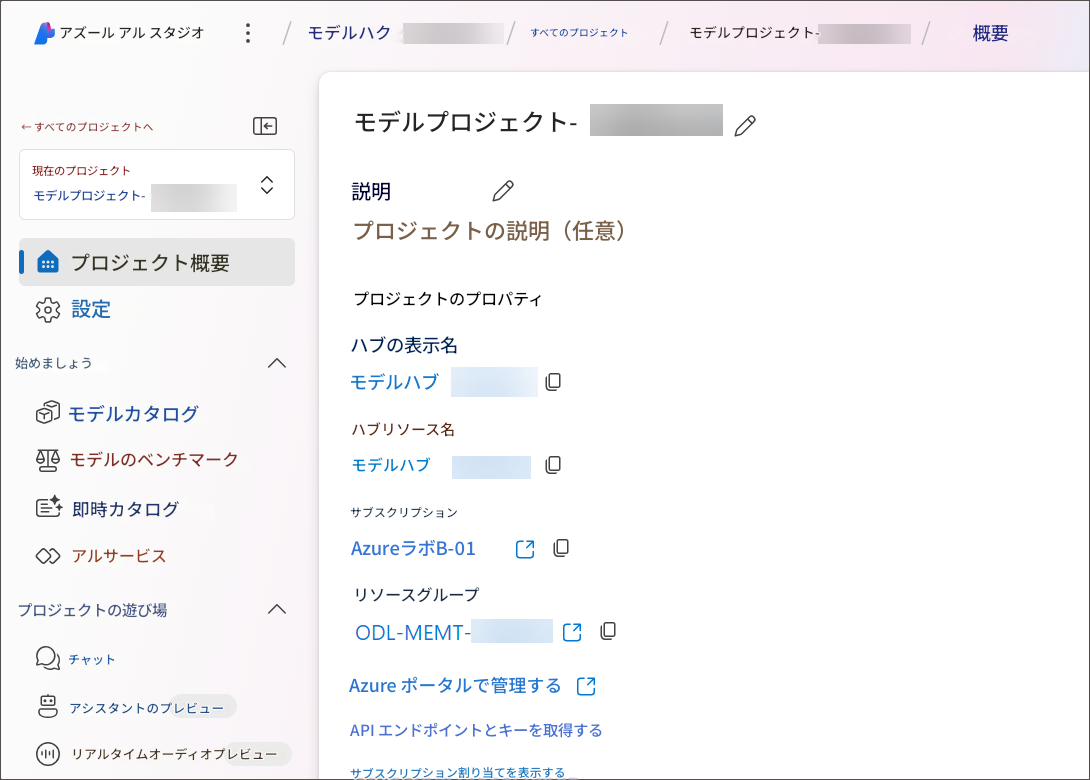 アズール アル スタジオ / モデルハク / すべてのプロジェクト / モデルプロジェクト- / 概要
←すべてのプロジェクトへ
現在のプロジェクト
モデルプロジェクト-
プロジェクト概要
設定
始めましょう
モデルカタログ
モデルのベンチマーク
即時カタログ
アルサービス
プロジェクトの遊び場
チャット
アシスタントのプレビュー
リアルタイムオーディオプレビュー
モデルプロジェクト-
説明
プロジェクトの説明（任意）
プロジェクトのプロパティ
ハブの表示名
モデルハブ
ハブリソース名
モデルハブ
サブスクリプション
AzureラボB-01
リソースグループ
ODL-MEMT-
Azure ポータルで管理する
API エンドポイントとキーを取得する
サブスクリプション割り当てを表示する